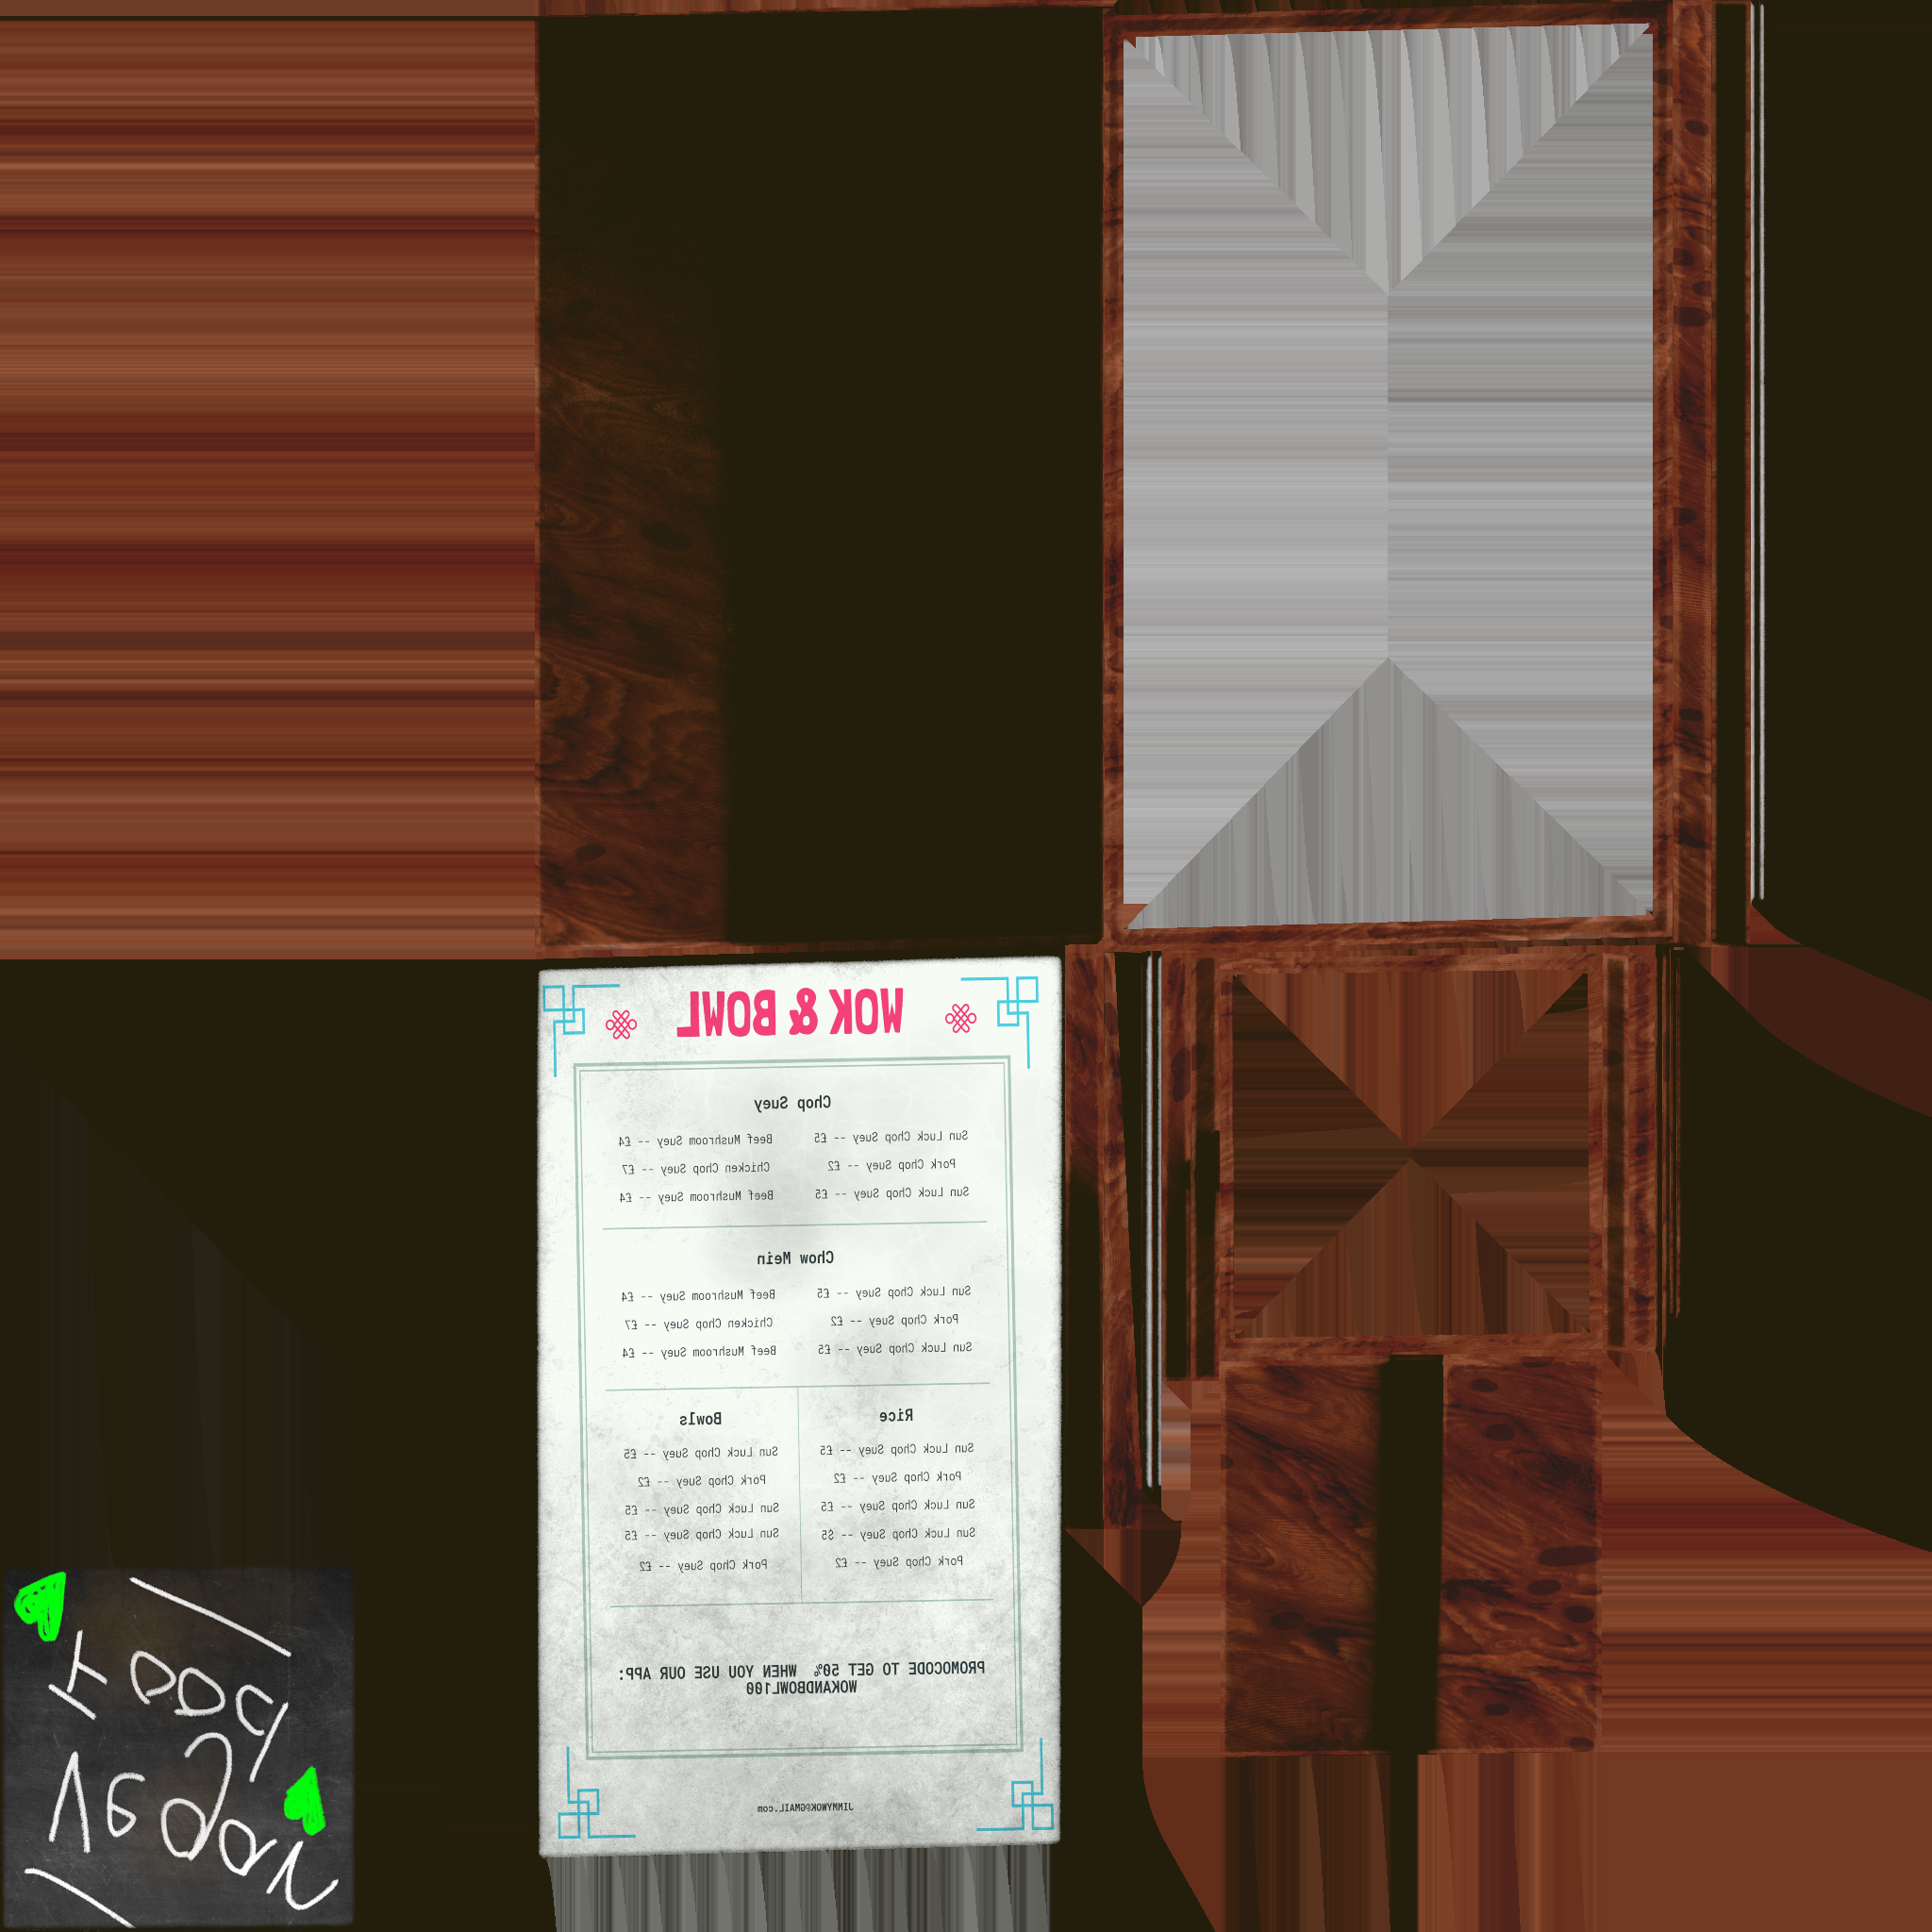 WOK & BOWL
Chop Suey
Sun Luck Chop Suey -- £5 Beef Mushroom Suey -- £4
Pork Chop Suey -- £2 Chicken Chop Suey -- £7
Sun Luck Chop Suey -- £5 Beef Mushroom Suey -- £4
Chow Mein
Sun Luck Chop Suey -- £5 Beef Mushroom Suey -- £4
Pork Chop Suey -- £2 Chicken Chop Suey -- £7
Sun Luck Chop Suey -- £5 Beef Mushroom Suey -- £4
Rice
Sun Luck Chop Suey -- £5
Pork Chop Suey -- £2
Sun Luck Chop Suey -- £5
Sun Luck Chop Suey -- $5
Pork Chop Suey -- £2
Bowls
Sun Luck Chop Suey -- £5
Pork Chop Suey -- £2
Sun Luck Chop Suey -- £5
Sun Luck Chop Suey -- £5
Pork Chop Suey -- £2
PROMOCODE TO GET 50% WHEN YOU USE OUR APP:
WOKANDBOWL100
JIMMYWOK@GMAIL.com
VegaN
Food